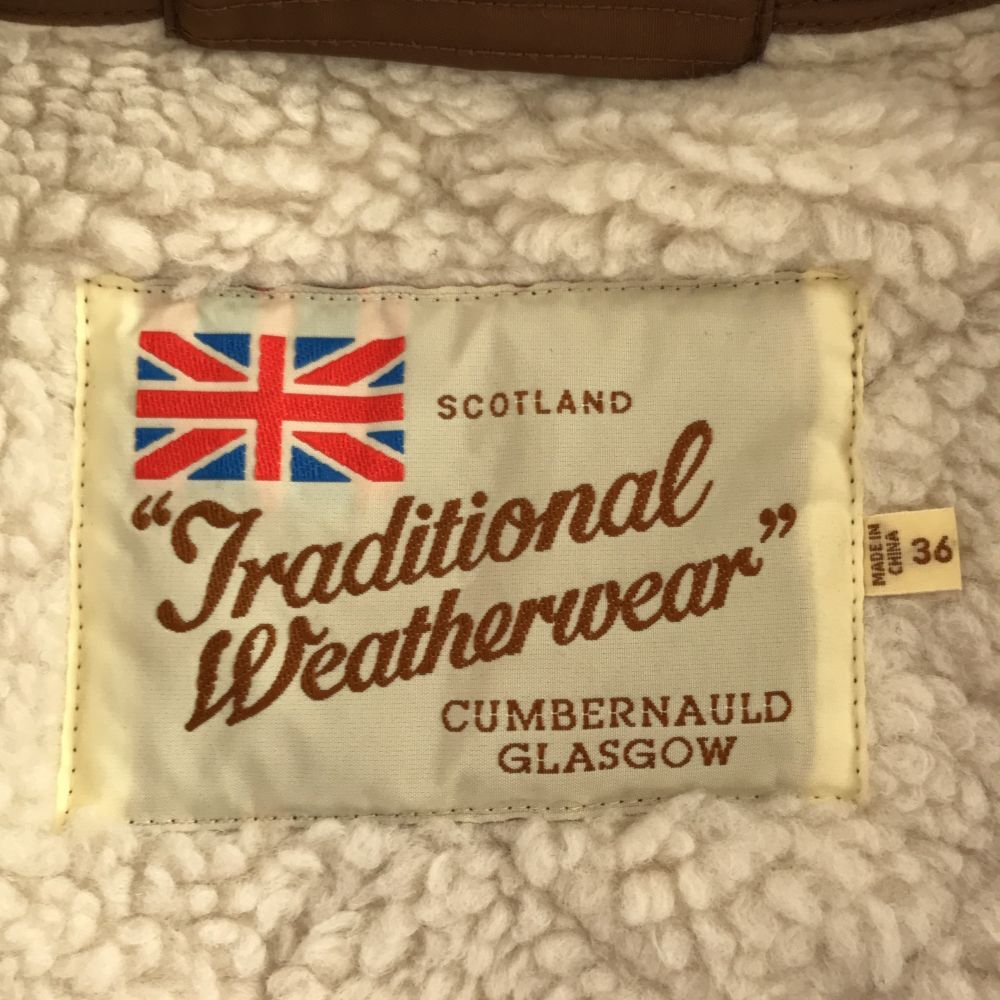 SCOTLAND
“Traditional
Weatherwear”
CUMBERNAULD
GLASGOW
MADE IN
CHINA
36